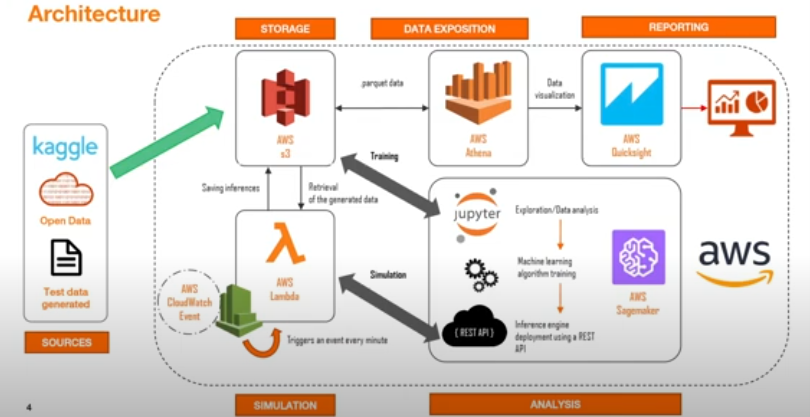 Architecture
STORAGE
DATA EXPOSITION
REPORTING
kaggle
Open Data
Test data
generated
SOURCES
AWS
s3
.parquet data
AWS
Athena
Data
visualization
AWS
Quicksight
Training
Saving inferences
Retrieval
of the generated data
AWS
Lambda
AWS
CloudWatch
Event
Triggers an event every minute
Simulation
jupyter
Exploration/Data analysis
Machine learning
algorithm training
{ REST API }
Inference engine
deployment using a REST
API
AWS
Sagemaker
aws
4
SIMULATION
ANALYSIS